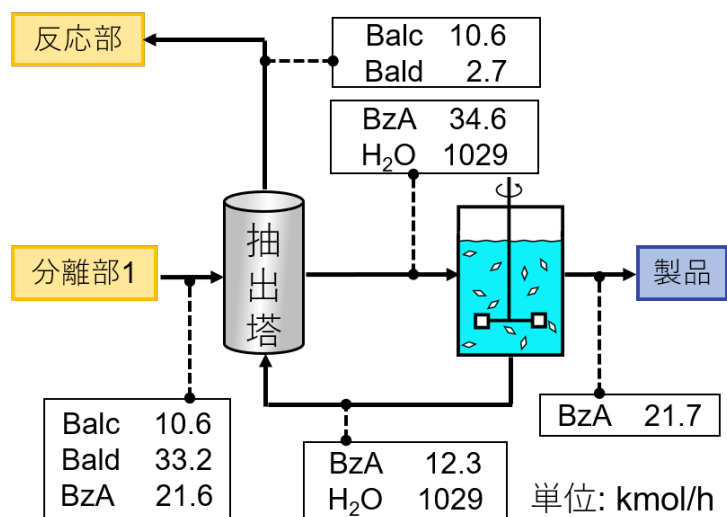 反応部
Balc 10.6
Bald 2.7
BzA 34.6
H₂O 1029
抽出塔
分離部1
製品
Balc 10.6
Bald 33.2
BzA 21.6
BzA 12.3
H₂O 1029
BzA 21.7
単位: kmol/h